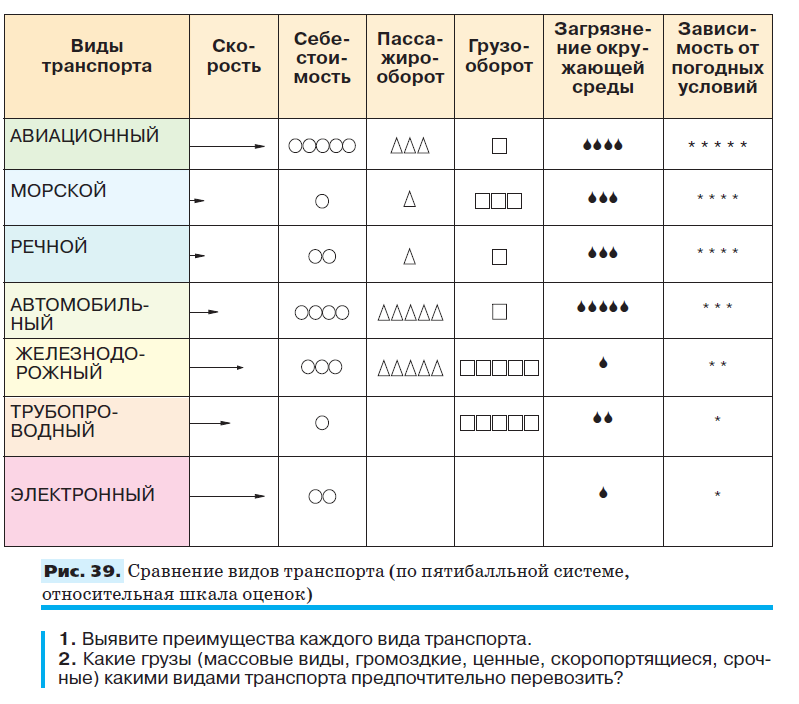 Виды
транспорта
Ско-
рость
Себе-
стои-
мость
Пасса-
жиро-
оборот
Грузо-
оборот
Загрязне-
ние окру-
жающей
среды
Зависи-
мость от
погодных
условий
АВИАЦИОННЫЙ
* * * * *
МОРСКОЙ
* * * *
РЕЧНОЙ
* * * *
АВТОМОБИЛЬ-
НЫЙ
* * *
ЖЕЛЕЗНОДО-
РОЖНЫЙ
* *
ТРУБОПРО-
ВОДНЫЙ
*
ЭЛЕКТРОННЫЙ
*
Рис. 39. Сравнение видов транспорта (по пятибалльной системе,
относительная шкала оценок)
1. Выявите преимущества каждого вида транспорта.
2. Какие грузы (массовые виды, громоздкие, ценные, скоропортящиеся, сроч-
ные) какими видами транспорта предпочтительно перевозить?